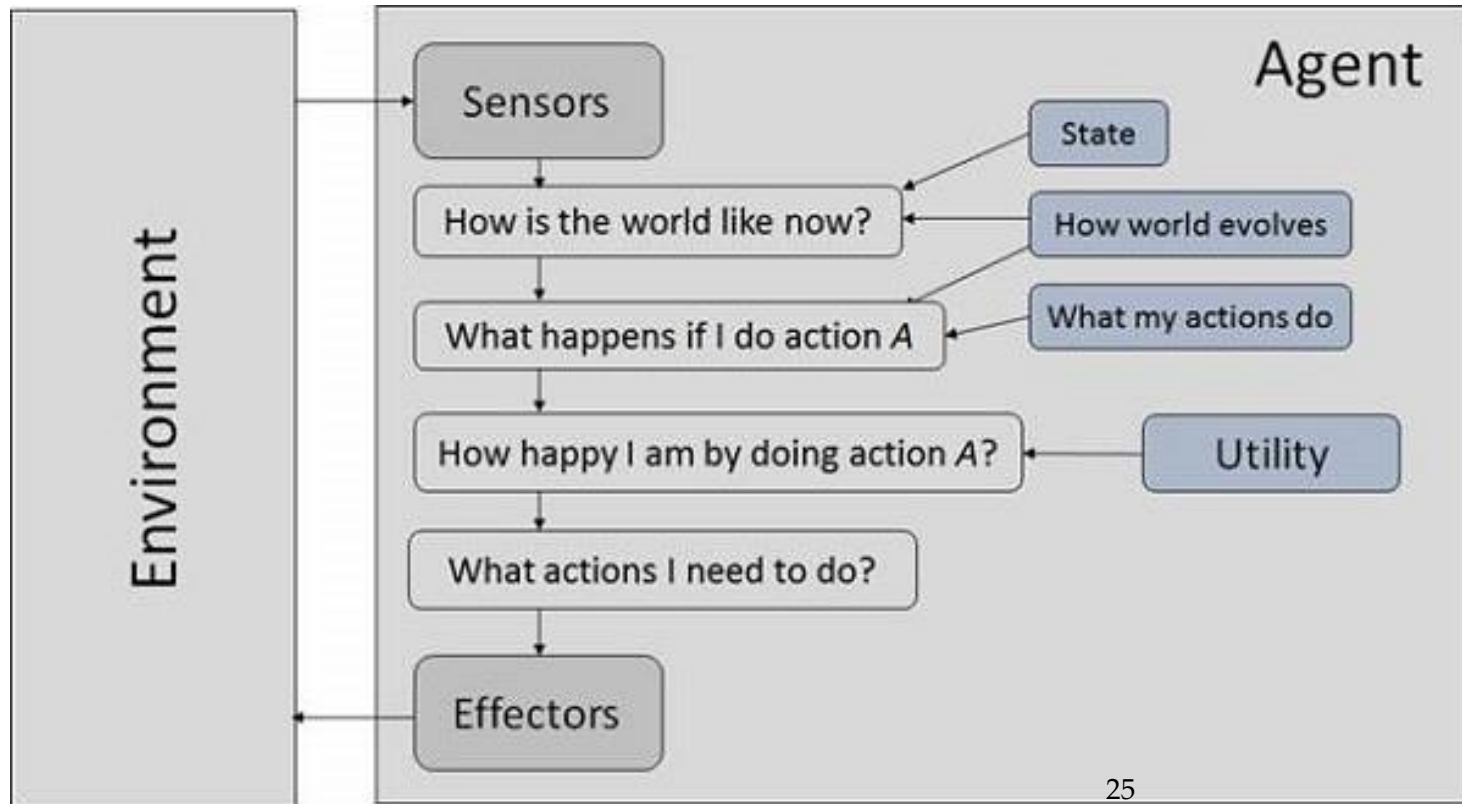 Agent
Sensors
State
How is the world like now?
How world evolves
What my actions do
What happens if I do action A
How happy I am by doing action A?
Utility
What actions I need to do?
Effectors
Environment
25